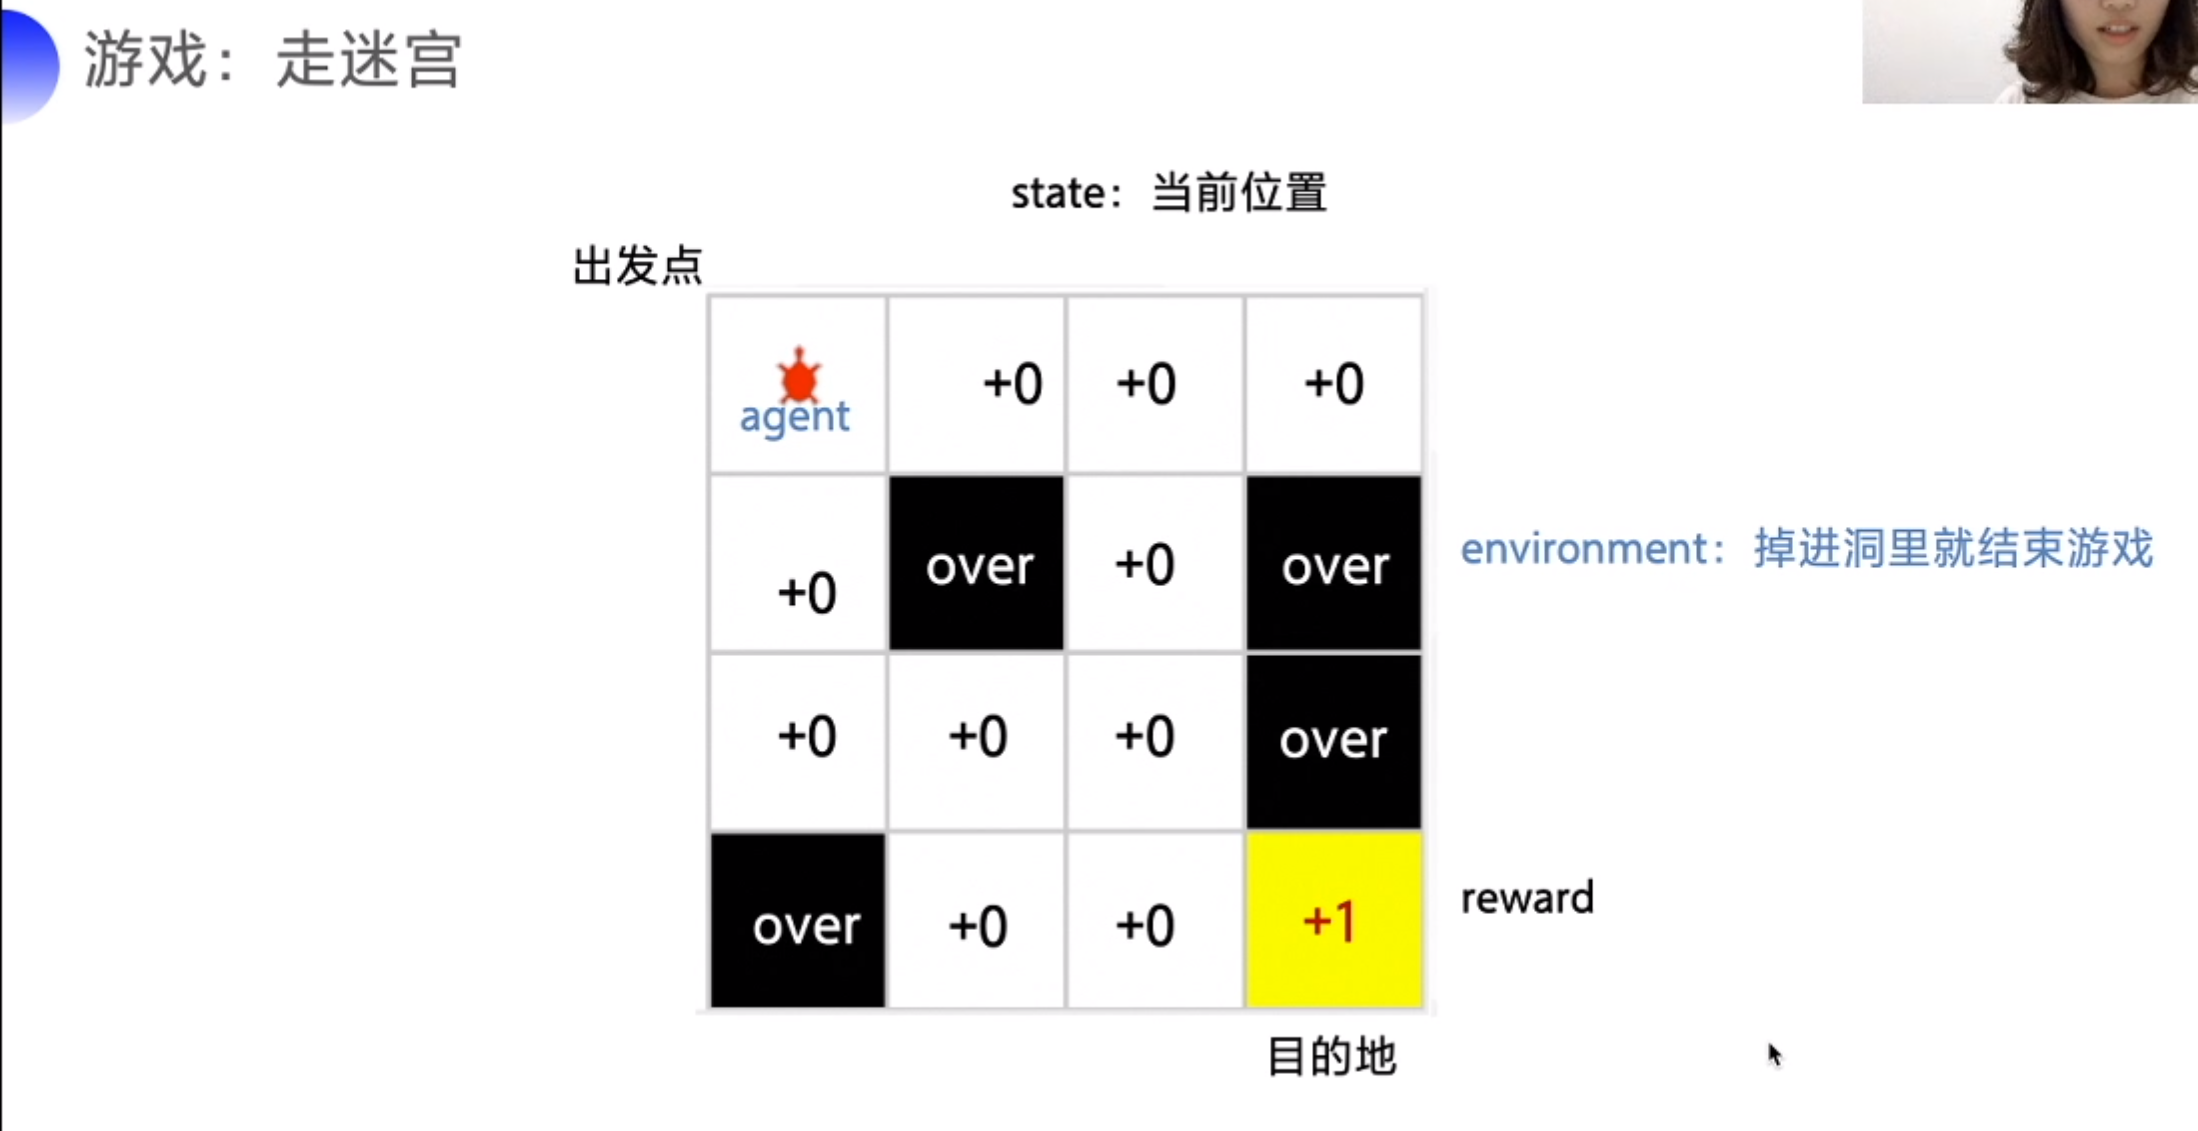 游戏：走迷宫
state：当前位置
出发点
agent
+0 +0 +0
+0 over +0 over
environment：掉进洞里就结束游戏
+0 +0 +0 over
over +0 +0 +1
reward
目的地